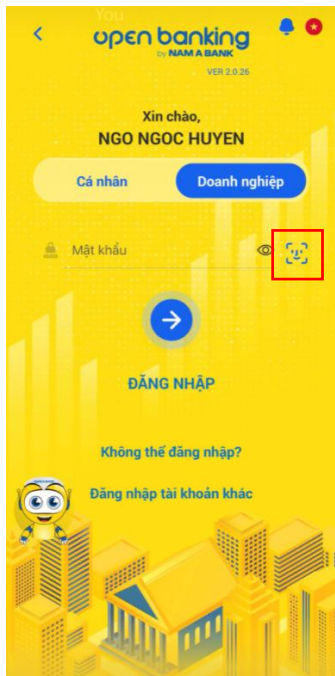 You
open banking
by NAM A BANK
VER 2.0.26
Xin chào,
NGO NGOC HUYEN
Cá nhân
Doanh nghiệp
Mật khẩu
ĐĂNG NHẬP
Không thể đăng nhập?
Đăng nhập tài khoản khác